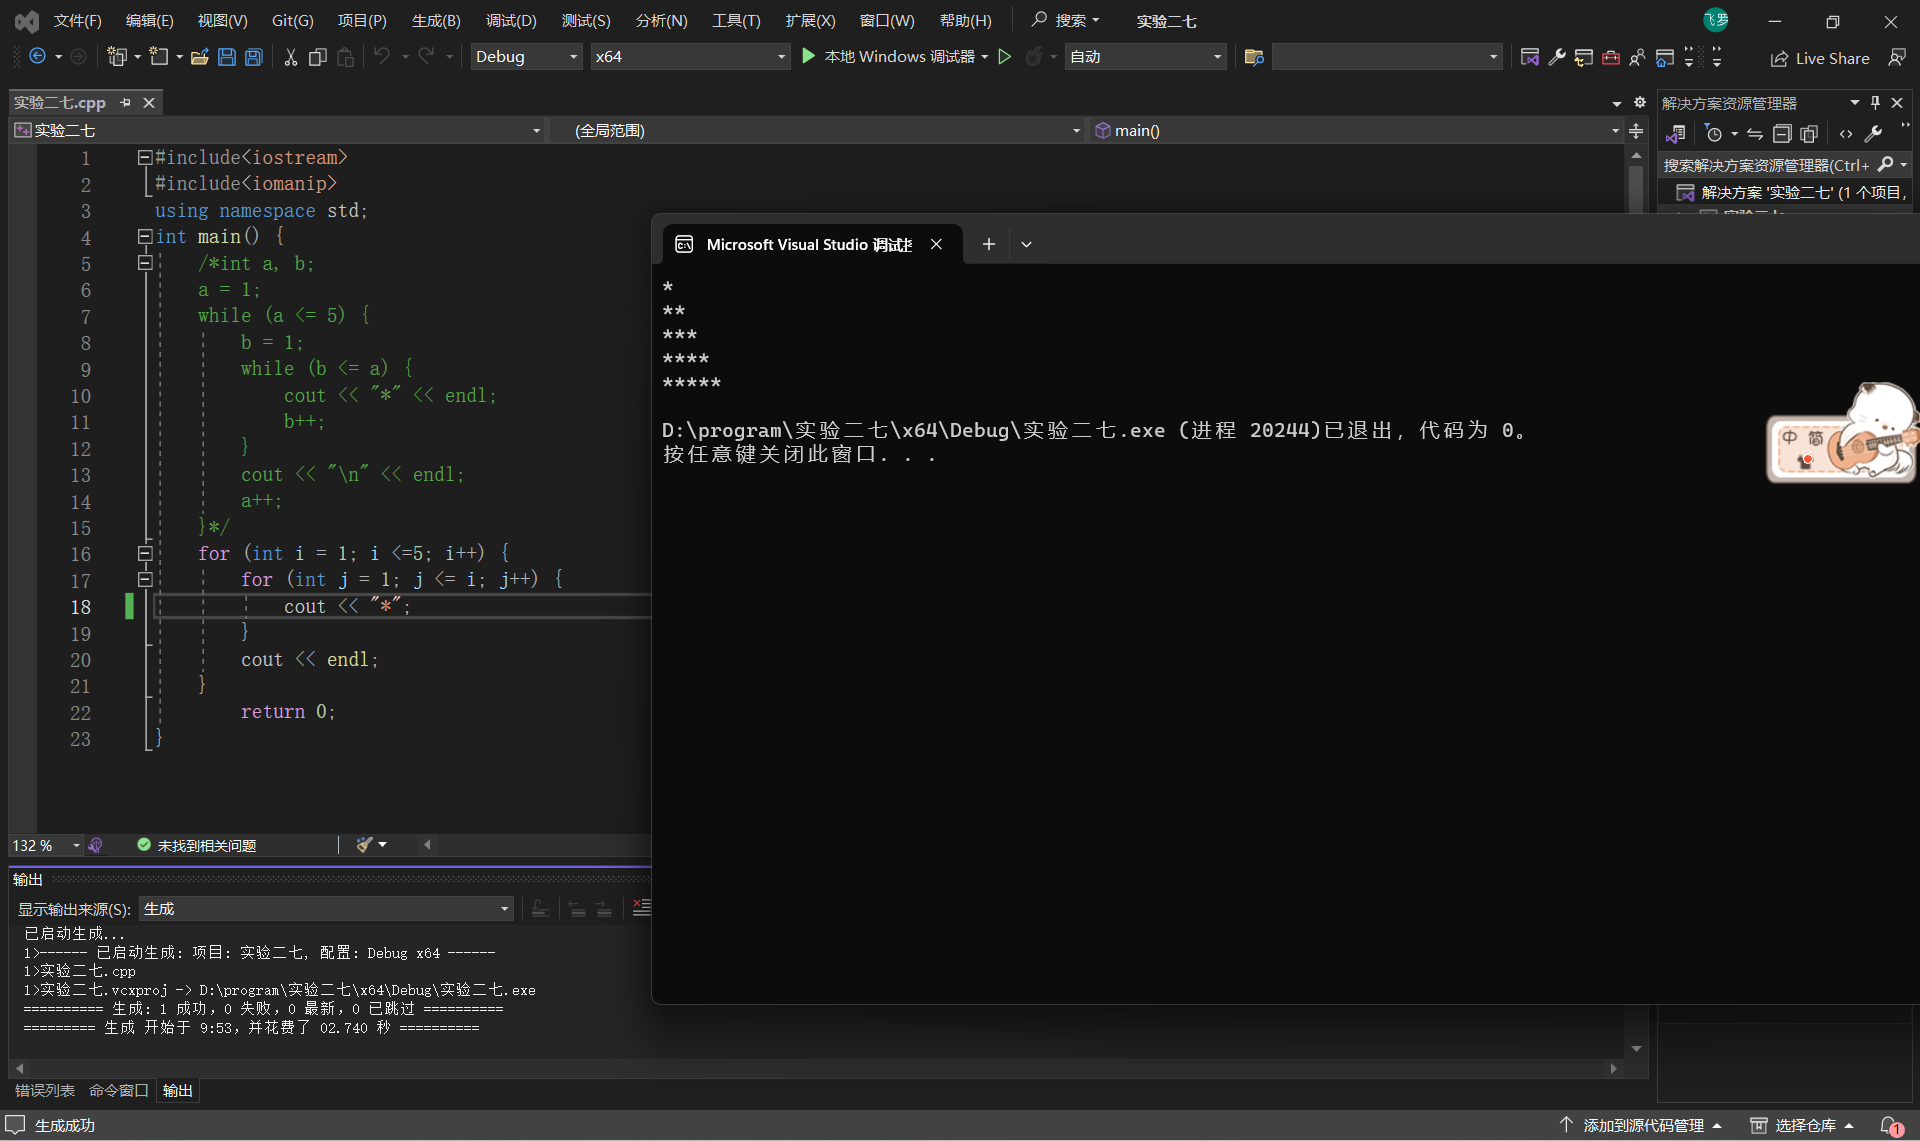 文件(F) 编辑(E) 视图(V) Git(G) 项目(P) 生成(B) 调试(D) 测试(S) 分析(N) 工具(T) 扩展(X) 窗口(W) 帮助(H) 搜索 实验二七 飞罗
Debug x64 本地 Windows 调试器 自动 Live Share
实验二七.cpp
实验二七 (全局范围) main()
1 #include<iostream>
2 #include<iomanip>
3 using namespace std;
4 int main() {
5 /*int a, b;
6 a = 1;
7 while (a <= 5) {
8 b = 1;
9 while (b <= a) {
10 cout << "*" << endl;
11 b++;
12 }
13 cout << "\n" << endl;
14 a++;
15 }*/
16 for (int i = 1; i <=5; i++) {
17 for (int j = 1; j <= i; j++) {
18 cout << "*";
19 }
20 cout << endl;
21 }
22 return 0;
23 }
132 % 未找到相关问题
输出
显示输出来源(S): 生成
已启动生成...
1>------ 已启动生成: 项目: 实验二七, 配置: Debug x64 ------
1>实验二七.cpp
1>实验二七.vcxproj -> D:\program\实验二七\x64\Debug\实验二七.exe
========== 生成: 1 成功，0 失败，0 最新，0 已跳过 ==========
========= 生成 开始于 9:53，并花费了 02.740 秒 ==========
错误列表 命令窗口 输出
生成成功 添加到源代码管理 选择仓库 1
解决方案资源管理器
搜索解决方案资源管理器(Ctrl+
解决方案 '实验二七' (1 个项目,
Microsoft Visual Studio 调试
*
**
***
****
*****
D:\program\实验二七\x64\Debug\实验二七.exe (进程 20244)已退出，代码为 0。
按任意键关闭此窗口. . .
中 简